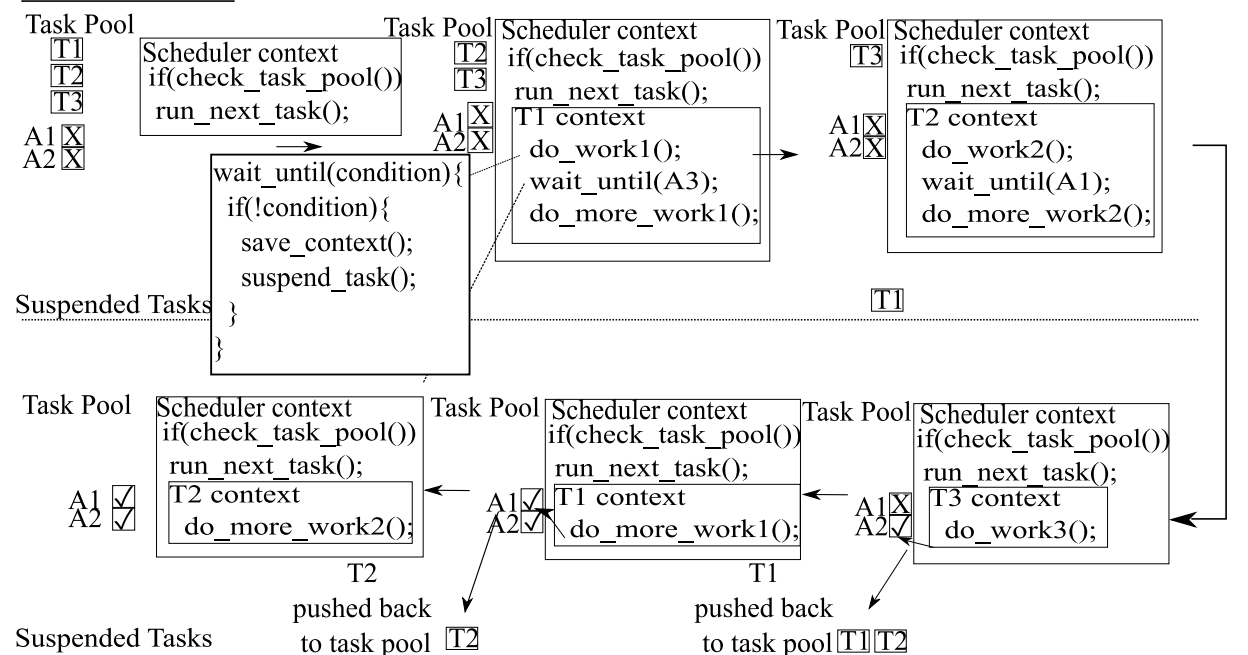 Task Pool
T1
T2
T3
A1 X
A2 X
Scheduler context
if(check_task_pool())
run_next_task();
wait_until(condition){
if(!condition){
save_context();
suspend_task();
}
}
Task Pool
T2
T3
A1 X
A2 X
Scheduler context
if(check_task_pool())
run_next_task();
T1 context
do_work1();
wait_until(A3);
do_more_work1();
Task Pool
T3
A1 X
A2 X
Scheduler context
if(check_task_pool())
run_next_task();
T2 context
do_work2();
wait_until(A1);
do_more_work2();
Suspended Tasks
T1
Task Pool
A1 ✓
A2 ✓
Scheduler context
if(check_task_pool())
run_next_task();
T2 context
do_more_work2();
Task Pool
A1 ✓
A2 ✓
Scheduler context
if(check_task_pool())
run_next_task();
T1 context
do_more_work1();
Task Pool
A1 X
A2 ✓
Scheduler context
if(check_task_pool())
run_next_task();
T3 context
do_work3();
Suspended Tasks
T2
pushed back
to task pool T2
T1
pushed back
to task pool T1 T2